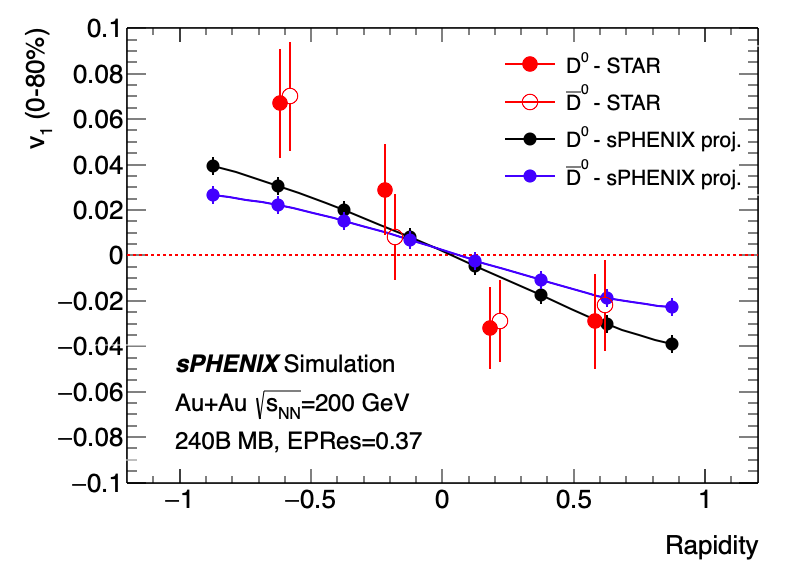 v₁ (0-80%)
0.1
0.08
0.06
0.04
0.02
0
−0.02
−0.04
−0.06
−0.08
−0.1
D⁰ - STAR
D̅⁰ - STAR
D⁰ - sPHENIX proj.
D̅⁰ - sPHENIX proj.
sPHENIX Simulation
Au+Au √s_NN=200 GeV
240B MB, EPRes=0.37
−1 −0.5 0 0.5 1
Rapidity